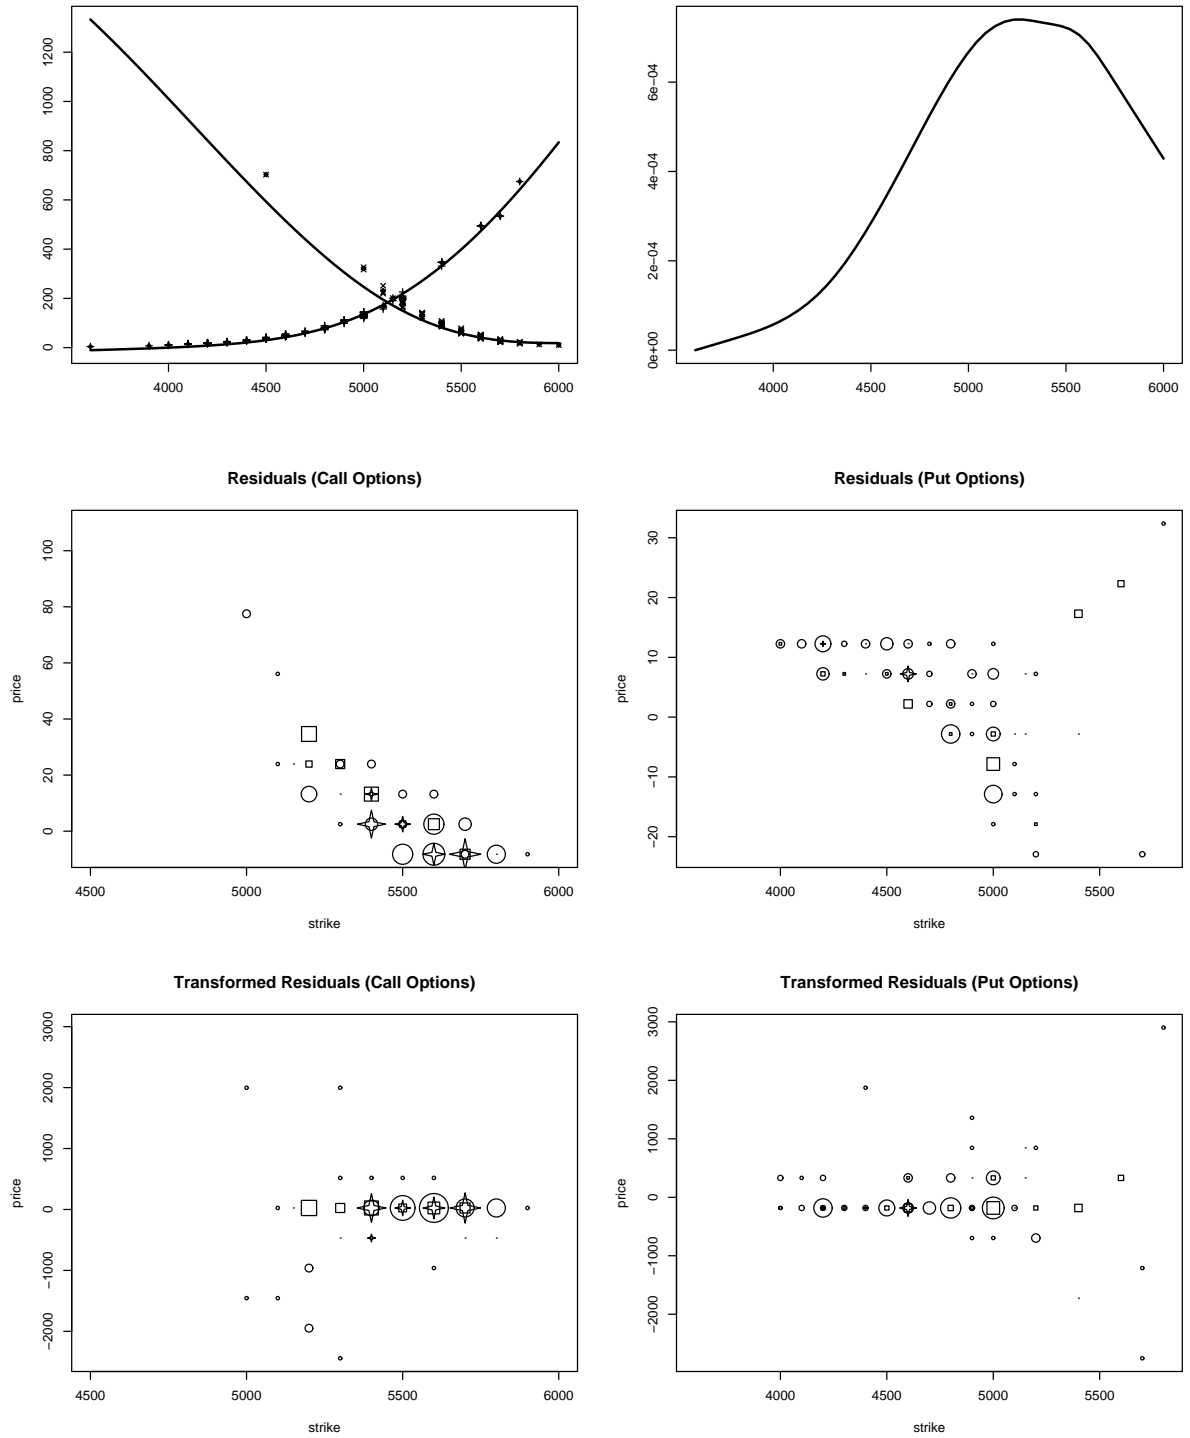 1200
1000
800
600
400
200
0
4000 4500 5000 5500 6000
6e−04
4e−04
2e−04
0e+00
4000 4500 5000 5500 6000
Residuals (Call Options)
price
100
80
60
40
20
0
4500 5000 5500 6000
strike
Residuals (Put Options)
price
30
20
10
0
−10
−20
4000 4500 5000 5500
strike
Transformed Residuals (Call Options)
price
3000
2000
1000
0
−1000
−2000
4500 5000 5500 6000
strike
Transformed Residuals (Put Options)
price
3000
2000
1000
0
−1000
−2000
4000 4500 5000 5500
strike